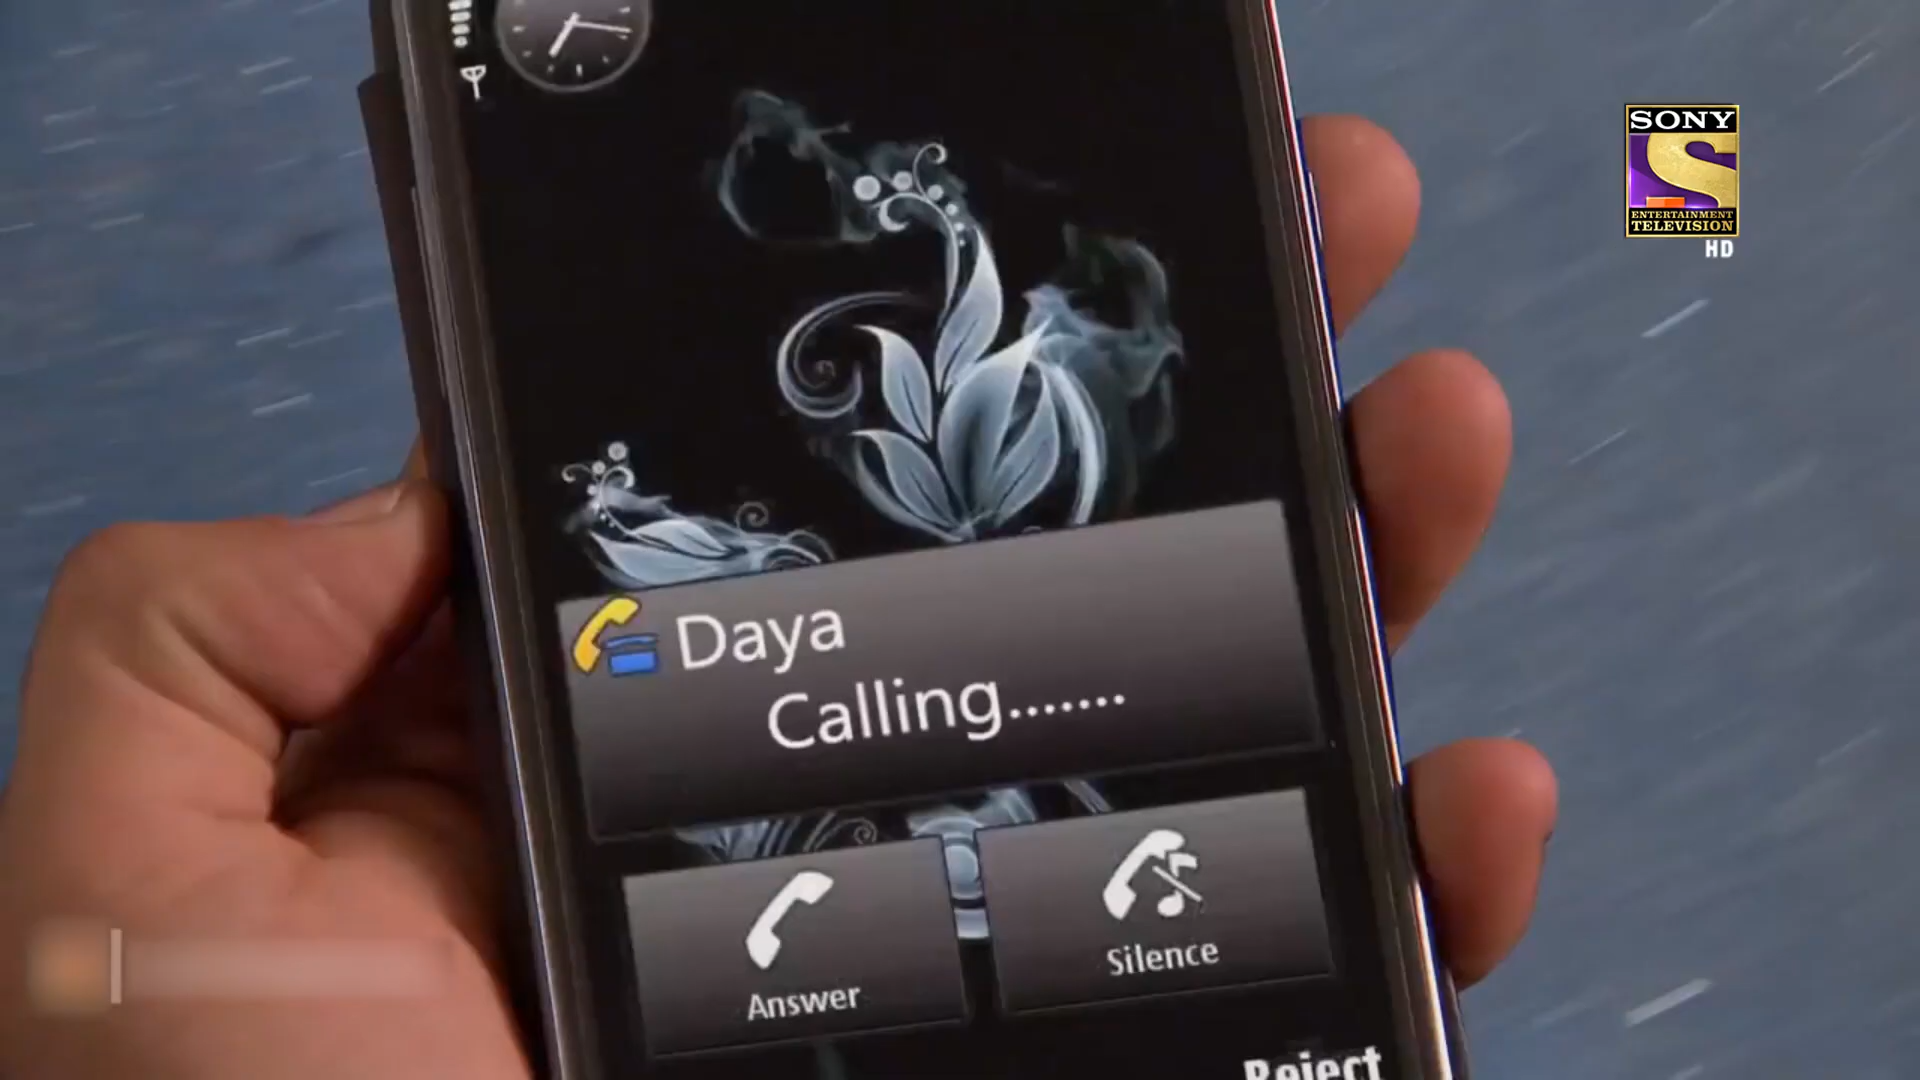 SONY
ENTERTAINMENT
TELEVISION
HD
Daya
Calling.......
Answer
Silence
Reject